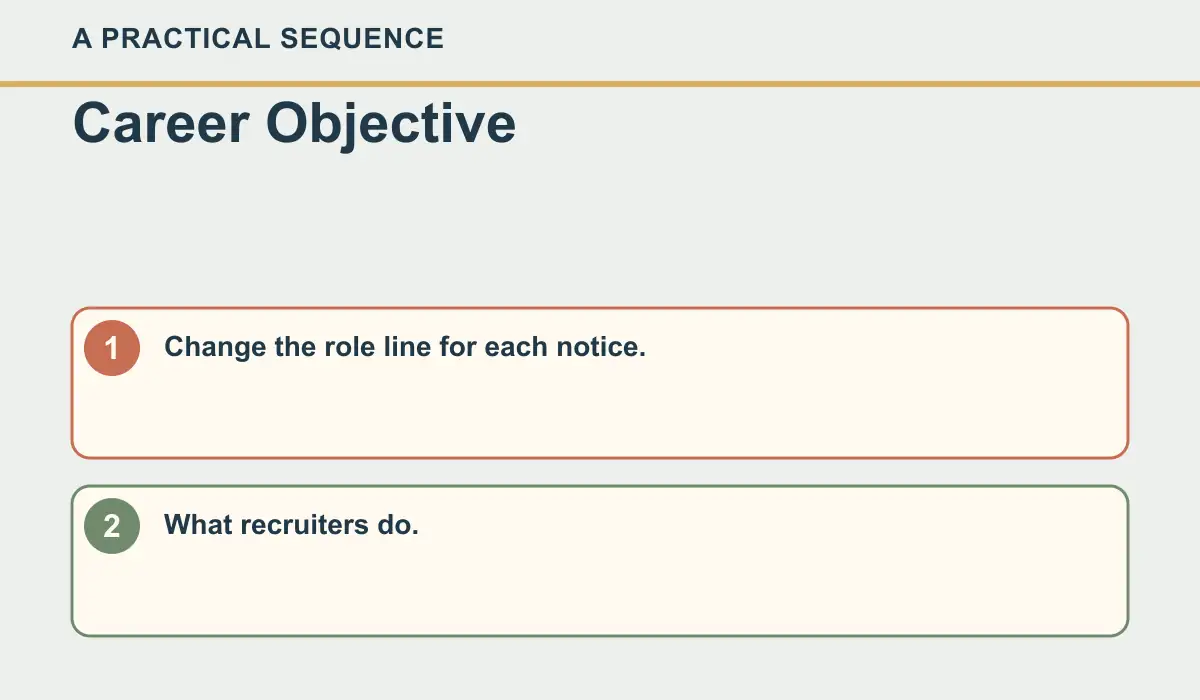 A PRACTICAL SEQUENCE
Career Objective
1 Change the role line for each notice.
2 What recruiters do.